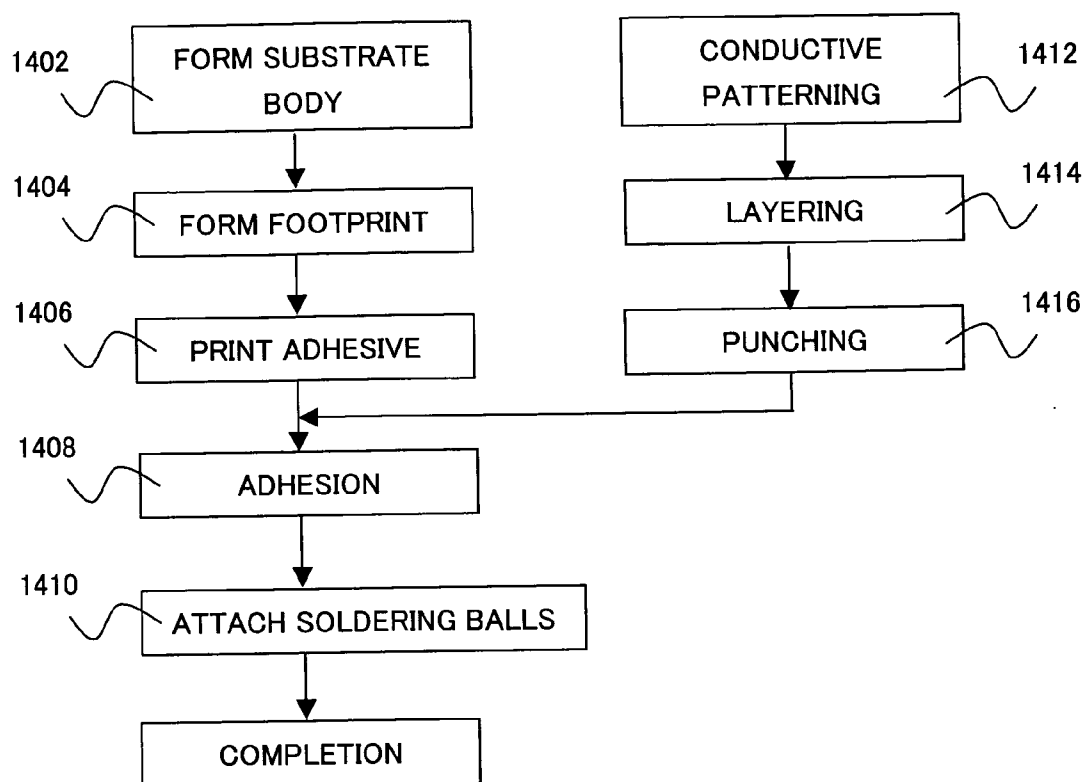 1402
FORM SUBSTRATE
BODY
CONDUCTIVE
PATTERNING
1412
1404
FORM FOOTPRINT
LAYERING
1414
1406
PRINT ADHESIVE
PUNCHING
1416
1408
ADHESION
1410
ATTACH SOLDERING BALLS
COMPLETION